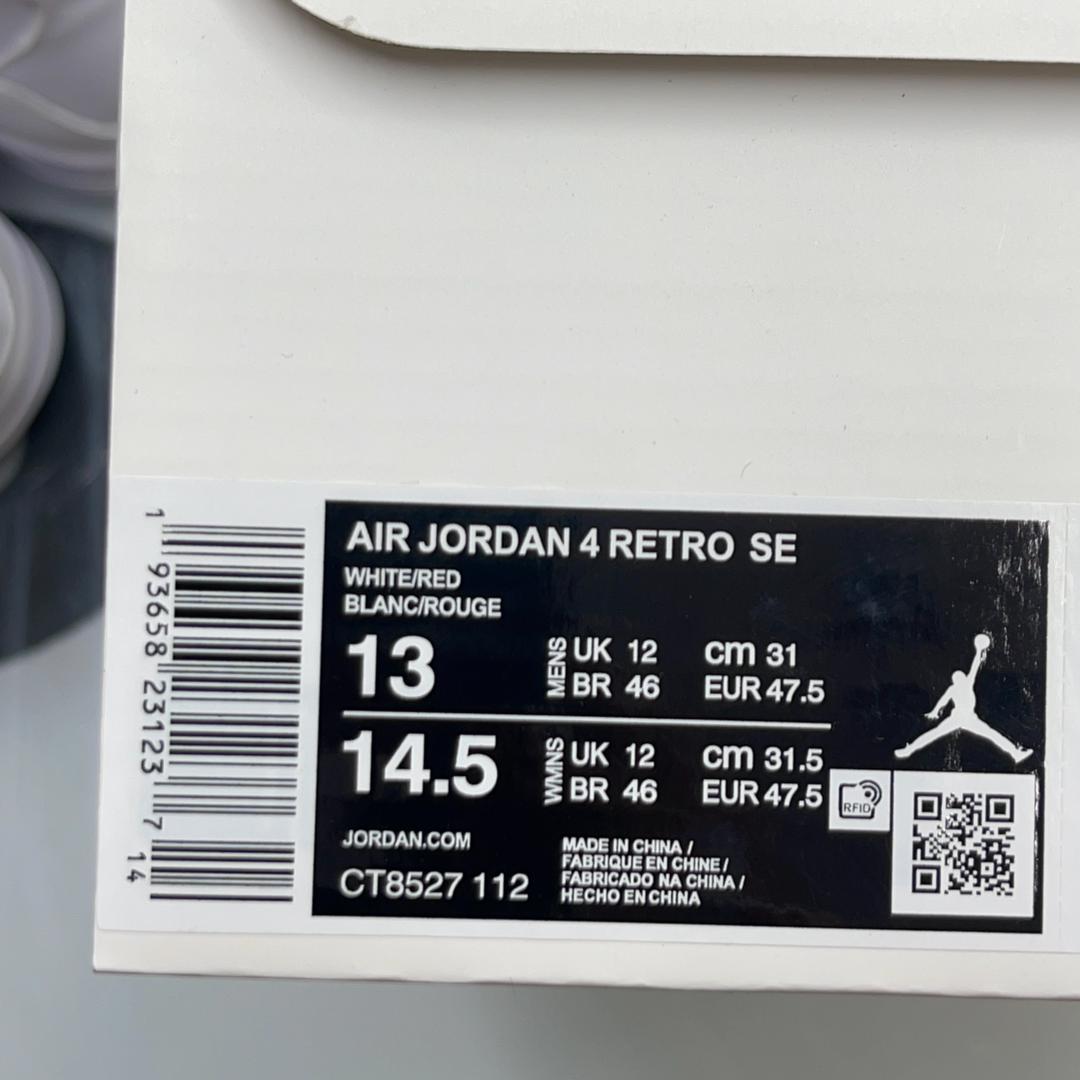 AIR JORDAN 4 RETRO SE
WHITE/RED
BLANC/ROUGE
13 MENS UK 12 cm 31
BR 46 EUR 47.5
14.5 WMNS UK 12 cm 31.5
BR 46 EUR 47.5
RFID
JORDAN.COM
CT8527 112
MADE IN CHINA /
FABRIQUE EN CHINE /
FABRICADO NA CHINA /
HECHO EN CHINA
1 93658 23123 7 14